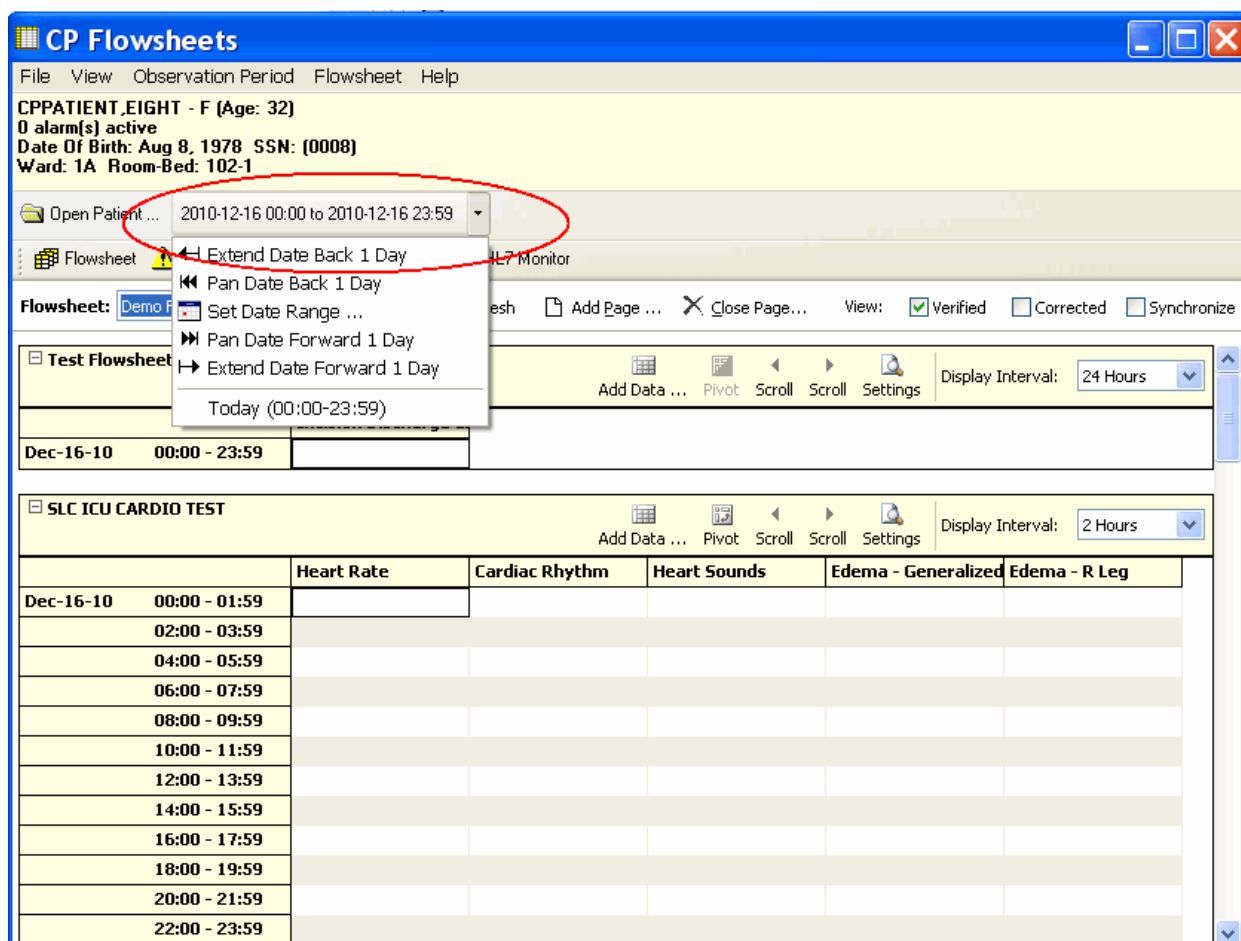 CP Flowsheets
File View Observation Period Flowsheet Help
CPPATIENT,EIGHT - F (Age: 32)
0 alarm(s) active
Date Of Birth: Aug 8, 1978 SSN: (0008)
Ward: 1A Room-Bed: 102-1
Open Patient ... 2010-12-16 00:00 to 2010-12-16 23:59
Flowsheet HL7 Monitor
Extend Date Back 1 Day
Pan Date Back 1 Day
Set Date Range ...
Pan Date Forward 1 Day
Extend Date Forward 1 Day
Today (00:00-23:59)
Flowsheet: Demo F esh Add Page ... Close Page... View: Verified Corrected Synchronize
Test Flowsheet Add Data ... Pivot Scroll Scroll Settings Display Interval: 24 Hours
Dec-16-10 00:00 - 23:59
SLC ICU CARDIO TEST Add Data ... Pivot Scroll Scroll Settings Display Interval: 2 Hours
Heart Rate Cardiac Rhythm Heart Sounds Edema - Generalized Edema - R Leg
Dec-16-10 00:00 - 01:59
02:00 - 03:59
04:00 - 05:59
06:00 - 07:59
08:00 - 09:59
10:00 - 11:59
12:00 - 13:59
14:00 - 15:59
16:00 - 17:59
18:00 - 19:59
20:00 - 21:59
22:00 - 23:59